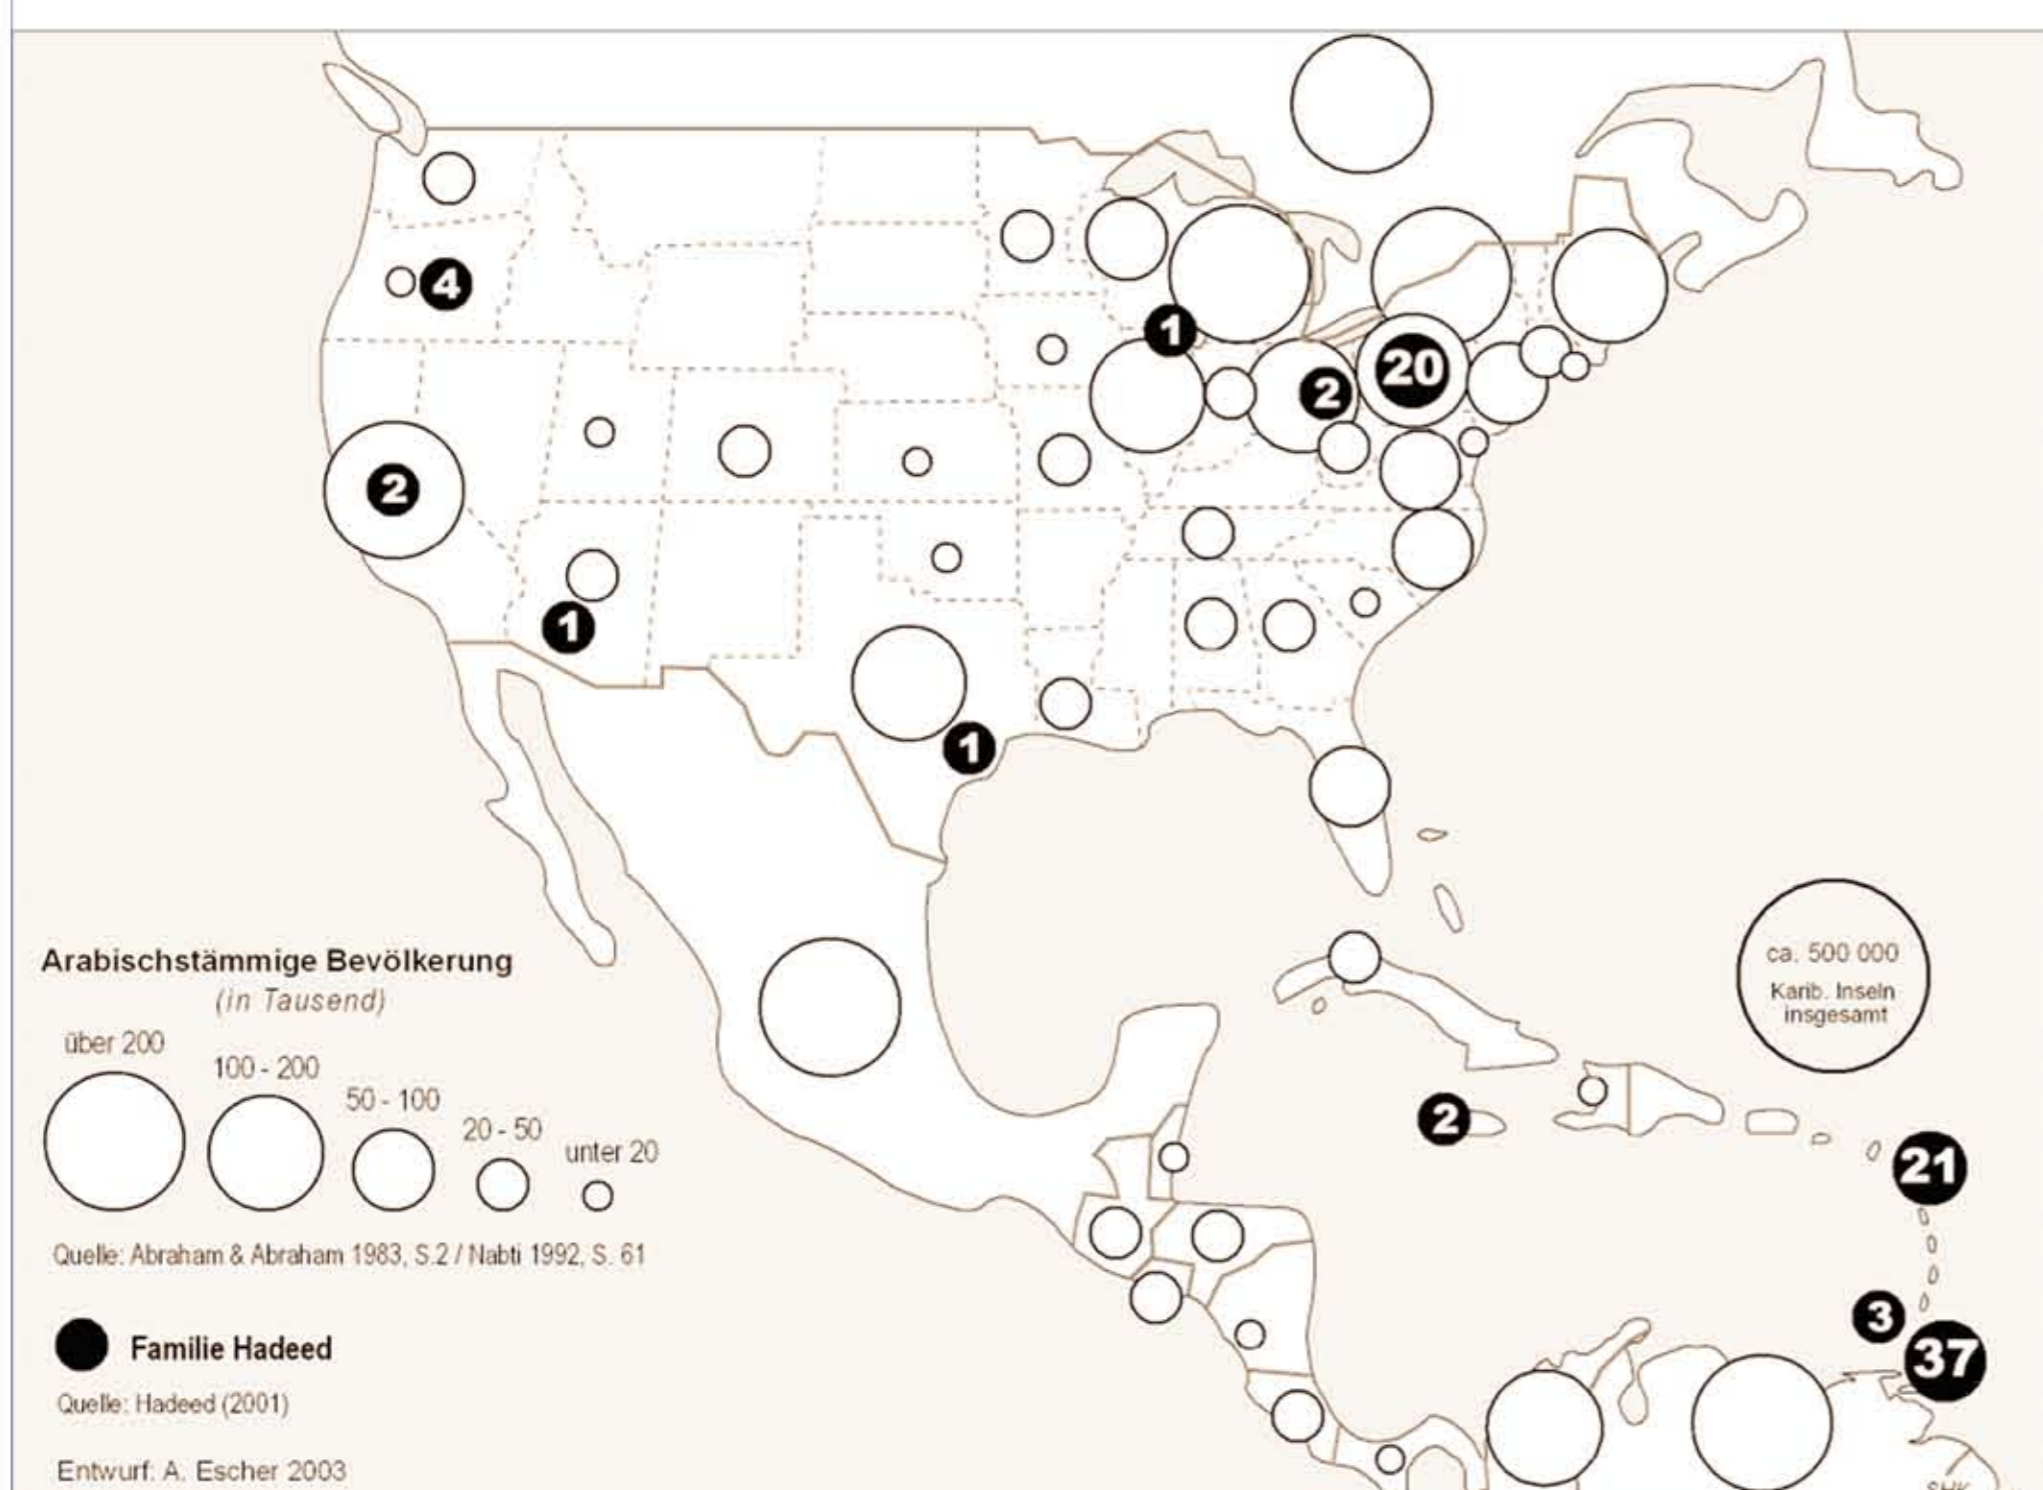 4
1
20
2
2
1
1
ca. 500 000
Karib. Inseln
insgesamt
2
21
3
37
Arabischstämmige Bevölkerung
(in Tausend)
über 200
100 - 200
50 - 100
20 - 50
unter 20
Quelle: Abraham & Abraham 1983, S.2 / Nabti 1992, S. 61
Familie Hadeed
Quelle: Hadeed (2001)
Entwurf: A. Escher 2003